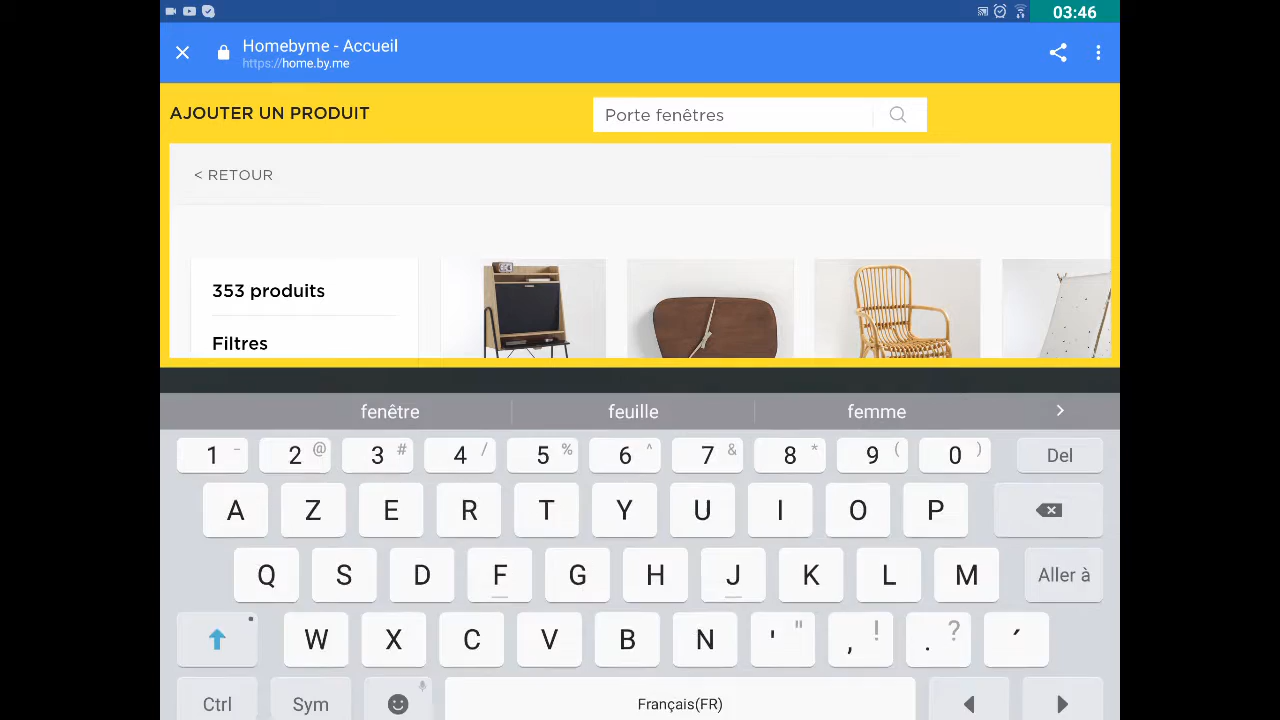 03:46
Homebyme - Accueil
https://home.by.me
AJOUTER UN PRODUIT
Porte fenêtres
< RETOUR
353 produits
Filtres
fenêtre feuille femme >
1 - 2 @ 3 # 4 / 5 % 6 ^ 7 & 8 * 9 ( 0 ) Del
A Z E R T Y U I O P
Q S D F G H J K L M Aller à
W X C V B N ' " , ! . ? ´
Ctrl Sym Français(FR)